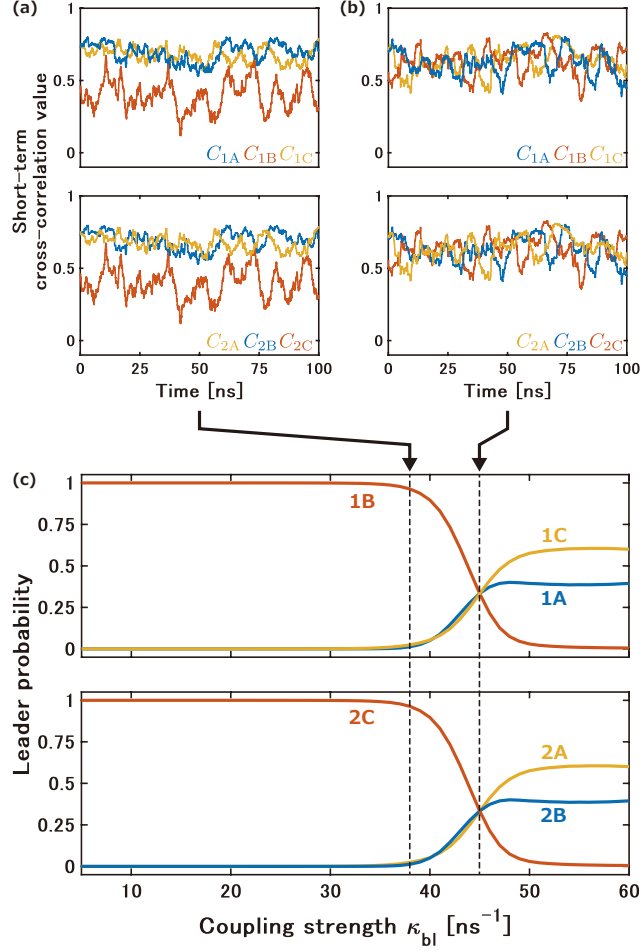 (a)
(b)
Short-term
cross-correlation value
1
0.5
0
C1A C1B C1C
1
0.5
0
C1A C1B C1C
1
0.5
0
C2A C2B C2C
0 25 50 75 100
Time [ns]
1
0.5
0
C2A C2B C2C
0 25 50 75 100
Time [ns]
(c)
Leader probability
1
0.75
0.5
0.25
0
1B
1C
1A
1
0.75
0.5
0.25
0
2C
2A
2B
10 20 30 40 50 60
Coupling strength κbl [ns⁻¹]